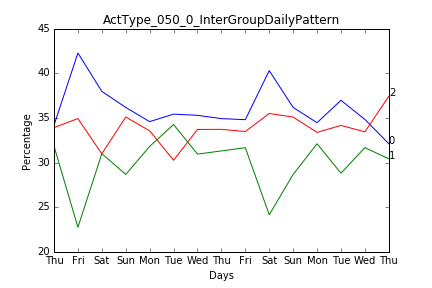 ActType_050_0_InterGroupDailyPattern
45
40
35
30
25
20
Percentage
2
0
1
Thu Fri Sat Sun Mon Tue Wed Thu Fri Sat Sun Mon Tue Wed Thu
Days